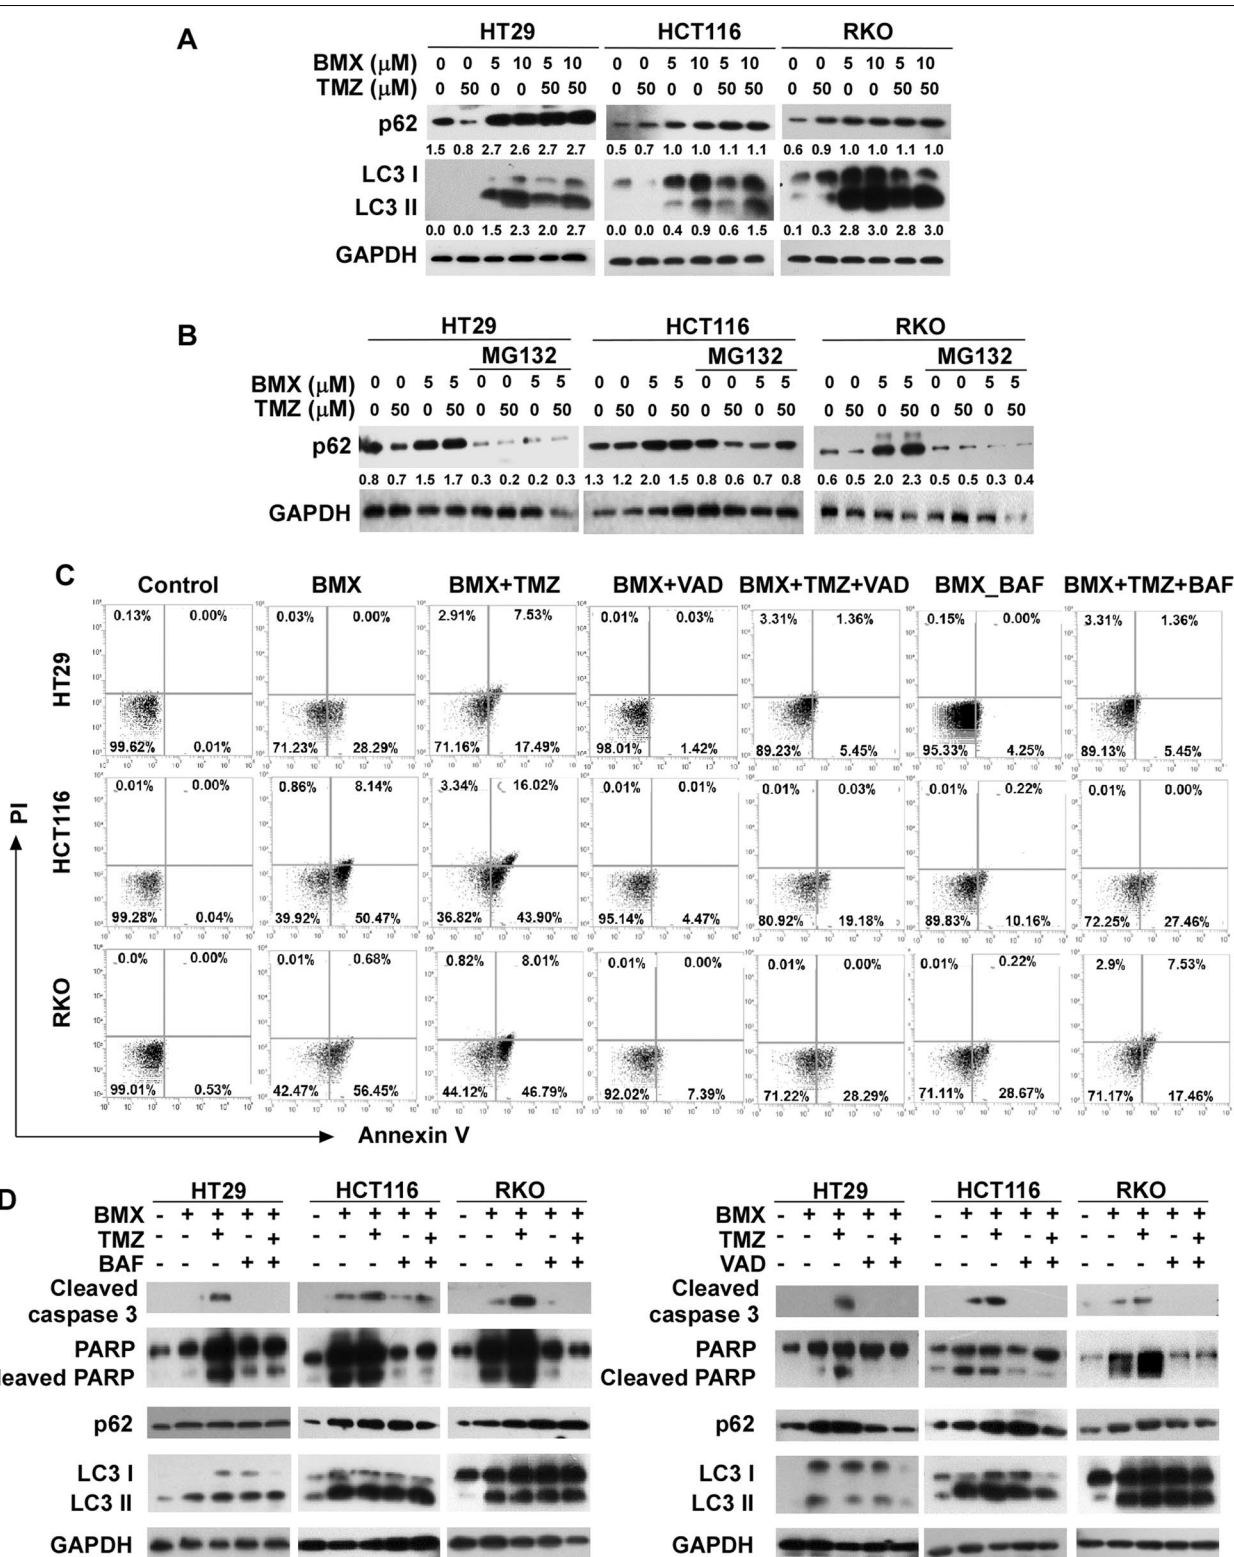 A
HT29 HCT116 RKO
BMX (μM) 0 0 5 10 5 10 0 0 5 10 5 10 0 0 5 10 5 10
TMZ (μM) 0 50 0 0 50 50 0 50 0 0 50 50 0 50 0 0 50 50
p62
1.5 0.8 2.7 2.6 2.7 2.7 0.5 0.7 1.0 1.0 1.1 1.1 0.6 0.9 1.0 1.0 1.1 1.0
LC3 I
LC3 II
0.0 0.0 1.5 2.3 2.0 2.7 0.0 0.0 0.4 0.9 0.6 1.5 0.1 0.3 2.8 3.0 2.8 3.0
GAPDH
B
HT29 HCT116 RKO
MG132 MG132 MG132
BMX (μM) 0 0 5 5 0 0 5 5 0 0 5 5 0 0 5 5 0 0 5 5 0 0 5 5
TMZ (μM) 0 50 0 50 0 50 0 50 0 50 0 50 0 50 0 50 0 50 0 50 0 50 0 50
p62
0.8 0.7 1.5 1.7 0.3 0.2 0.2 0.3 1.3 1.2 2.0 1.5 0.8 0.6 0.7 0.8 0.6 0.5 2.0 2.3 0.5 0.5 0.3 0.4
GAPDH
C
Control BMX BMX+TMZ BMX+VAD BMX+TMZ+VAD BMX_BAF BMX+TMZ+BAF
HT29
0.13% 0.00% 0.03% 0.00% 2.91% 7.53% 0.01% 0.03% 3.31% 1.36% 0.15% 0.00% 3.31% 1.36%
99.62% 0.01% 71.23% 28.29% 71.16% 17.49% 98.01% 1.42% 89.23% 5.45% 95.33% 4.25% 89.13% 5.45%
HCT116
0.01% 0.00% 0.86% 8.14% 3.34% 16.02% 0.01% 0.01% 0.01% 0.03% 0.01% 0.22% 0.01% 0.00%
99.28% 0.04% 39.92% 50.47% 36.82% 43.90% 95.14% 4.47% 80.92% 19.18% 89.83% 10.16% 72.25% 27.46%
RKO
0.0% 0.00% 0.01% 0.68% 0.82% 8.01% 0.01% 0.00% 0.01% 0.00% 0.01% 0.22% 2.9% 7.53%
99.01% 0.53% 42.47% 56.45% 44.12% 46.79% 92.02% 7.39% 71.22% 28.29% 71.11% 28.67% 71.17% 17.46%
PI
Annexin V
D
HT29 HCT116 RKO
BMX - + + + + - + + + + - + + + +
TMZ - - + - + - - + - + - - + - +
BAF - - - + + - - - + + - - - + +
Cleaved
caspase 3
PARP
leaved PARP
p62
LC3 I
LC3 II
GAPDH
HT29 HCT116 RKO
BMX - + + + + - + + + + - + + + +
TMZ - - + - + - - + - + - - + - +
VAD - - - + + - - - + + - - - + +
Cleaved
caspase 3
PARP
Cleaved PARP
p62
LC3 I
LC3 II
GAPDH